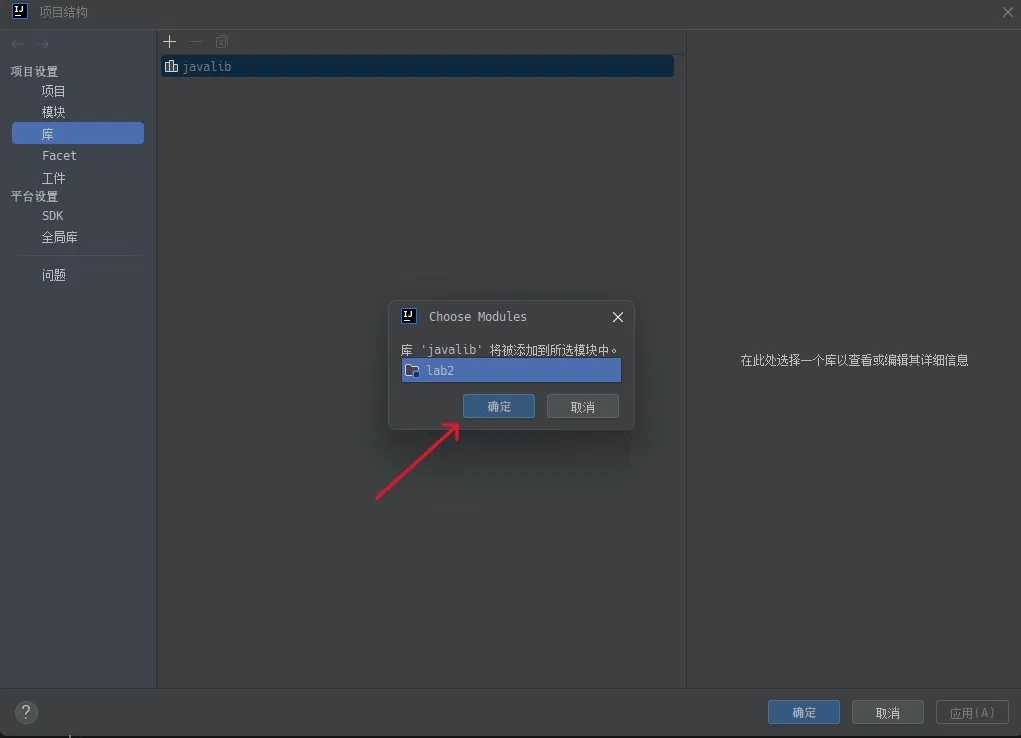 项目结构
项目设置
项目
模块
库
Facet
工件
平台设置
SDK
全局库
问题
javalib
Choose Modules
库 'javalib' 将被添加到所选模块中。
lab2
确定
取消
在此处选择一个库以查看或编辑其详细信息
?
确定
取消
应用(A)